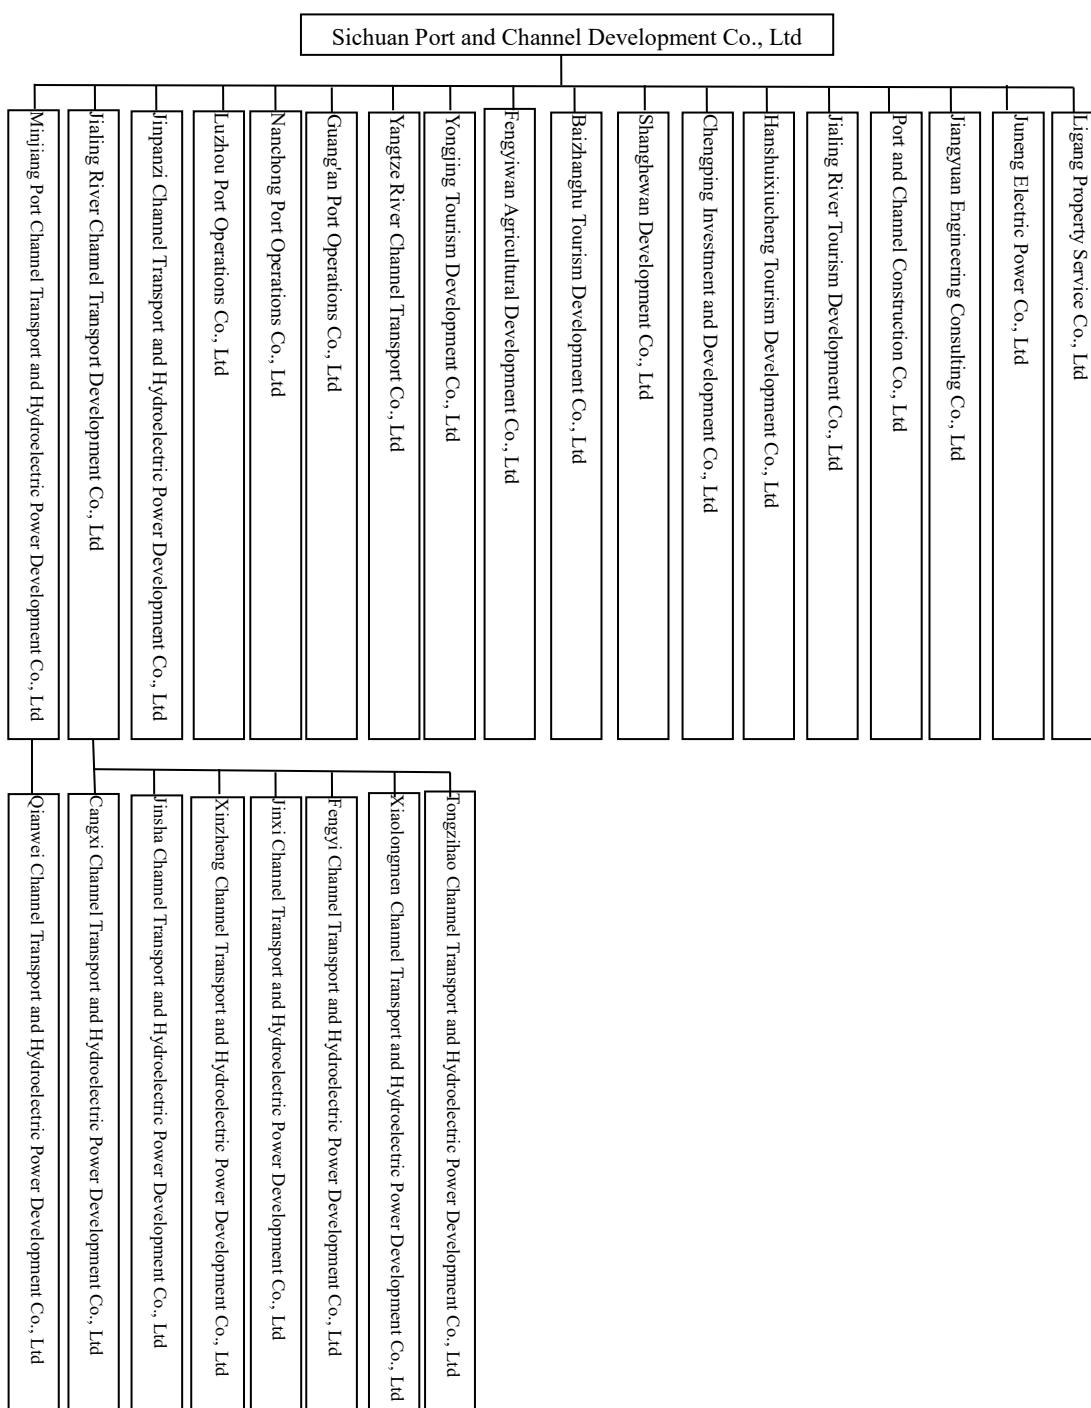 Sichuan Port and Channel Development Co., Ltd
Minjiang Port Channel Transport and Hydroelectric Power Development Co., Ltd
Jialing River Channel Transport Development Co., Ltd
Jinpanzi Channel Transport and Hydroelectric Power Development Co., Ltd
Luzhou Port Operations Co., Ltd
Nanchong Port Operations Co., Ltd
Guang'an Port Operations Co., Ltd
Yangtze River Channel Transport Co., Ltd
Yongjing Tourism Development Co., Ltd
Fengyiwan Agricultural Development Co., Ltd
Baizhanghu Tourism Development Co., Ltd
Shanghewan Development Co., Ltd
Chengping Investment and Development Co., Ltd
Hanshuixiucheng Tourism Development Co., Ltd
Jialing River Tourism Development Co., Ltd
Port and Channel Construction Co., Ltd
Jiangyuan Engineering Consulting Co., Ltd
Juneng Electric Power Co., Ltd
Ligang Property Service Co., Ltd
Qianwei Channel Transport and Hydroelectric Power Development Co., Ltd
Cangxi Channel Transport and Hydroelectric Power Development Co., Ltd
Jinsha Channel Transport and Hydroelectric Power Development Co., Ltd
Xinzheng Channel Transport and Hydroelectric Power Development Co., Ltd
Jinxi Channel Transport and Hydroelectric Power Development Co., Ltd
Fengyi Channel Transport and Hydroelectric Power Development Co., Ltd
Xiaolongmen Channel Transport and Hydroelectric Power Development Co., Ltd
Tongzihao Channel Transport and Hydroelectric Power Development Co., Ltd